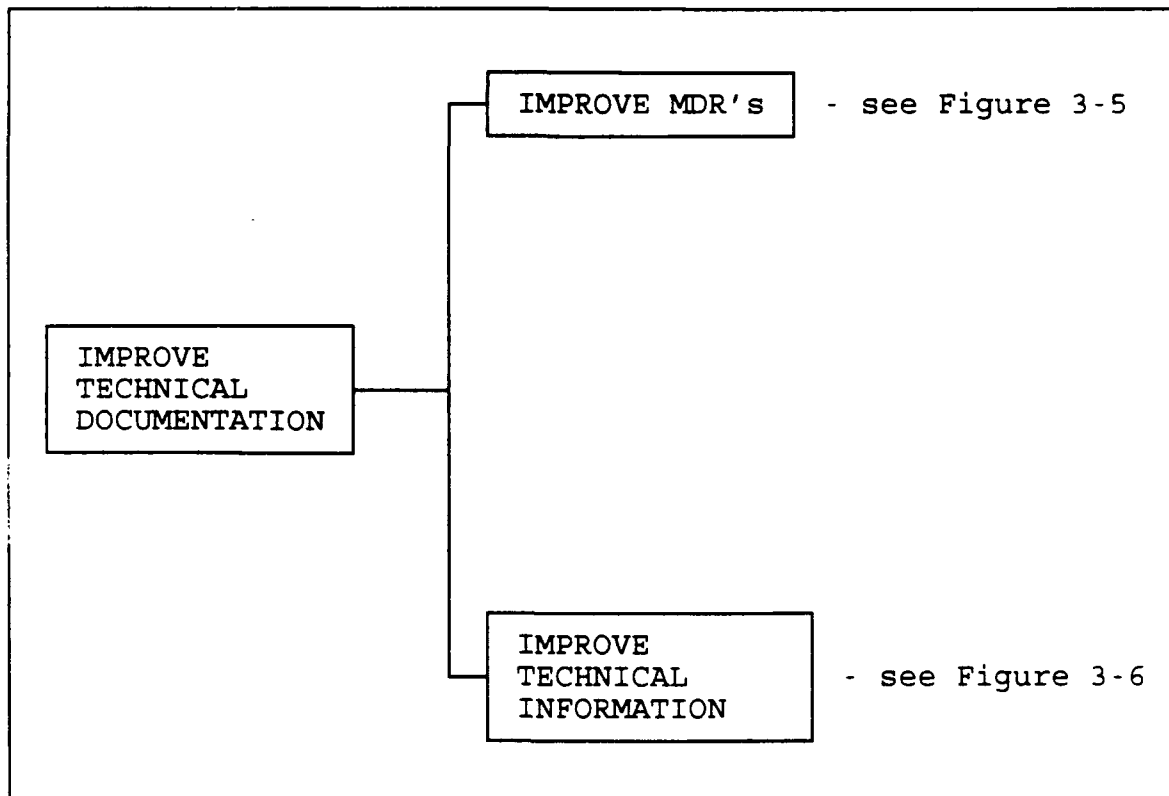 IMPROVE MDR's - see Figure 3-5
IMPROVE
TECHNICAL
DOCUMENTATION
IMPROVE
TECHNICAL - see Figure 3-6
INFORMATION